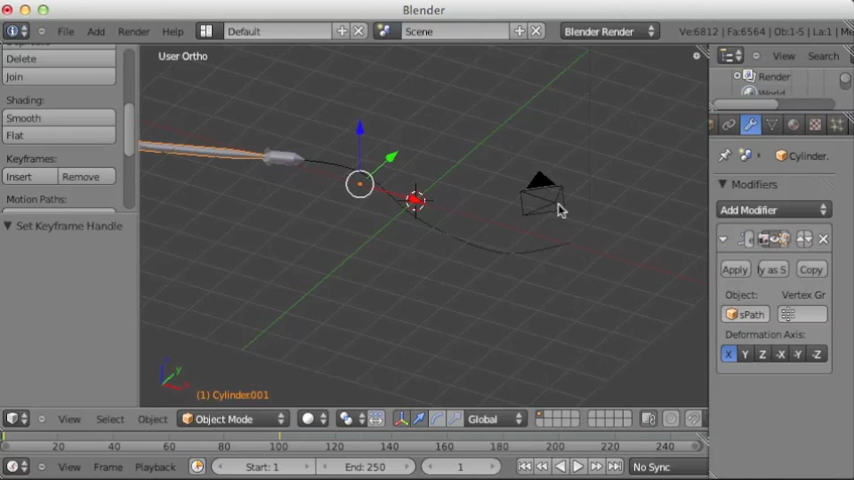 Blender
File Add Render Help Default Scene Blender Render Ve:6812 | Fa:6564 | Ob:1-5 | La:1 | Me
Delete
Join
Shading:
Smooth
Flat
Keyframes:
Insert Remove
Motion Paths:
Set Keyframe Handle
User Ortho
(1) Cylinder.001
View Search
Render
World
Cylinder.
Modifiers
Add Modifier
Apply ly as S Copy
Object: Vertex Gr
sPath
Deformation Axis:
X Y Z -X -Y -Z
View Select Object Object Mode Global
20 40 60 80 100 120 140 160 180 200 220 240
View Frame Playback Start: 1 End: 250 1 No Sync